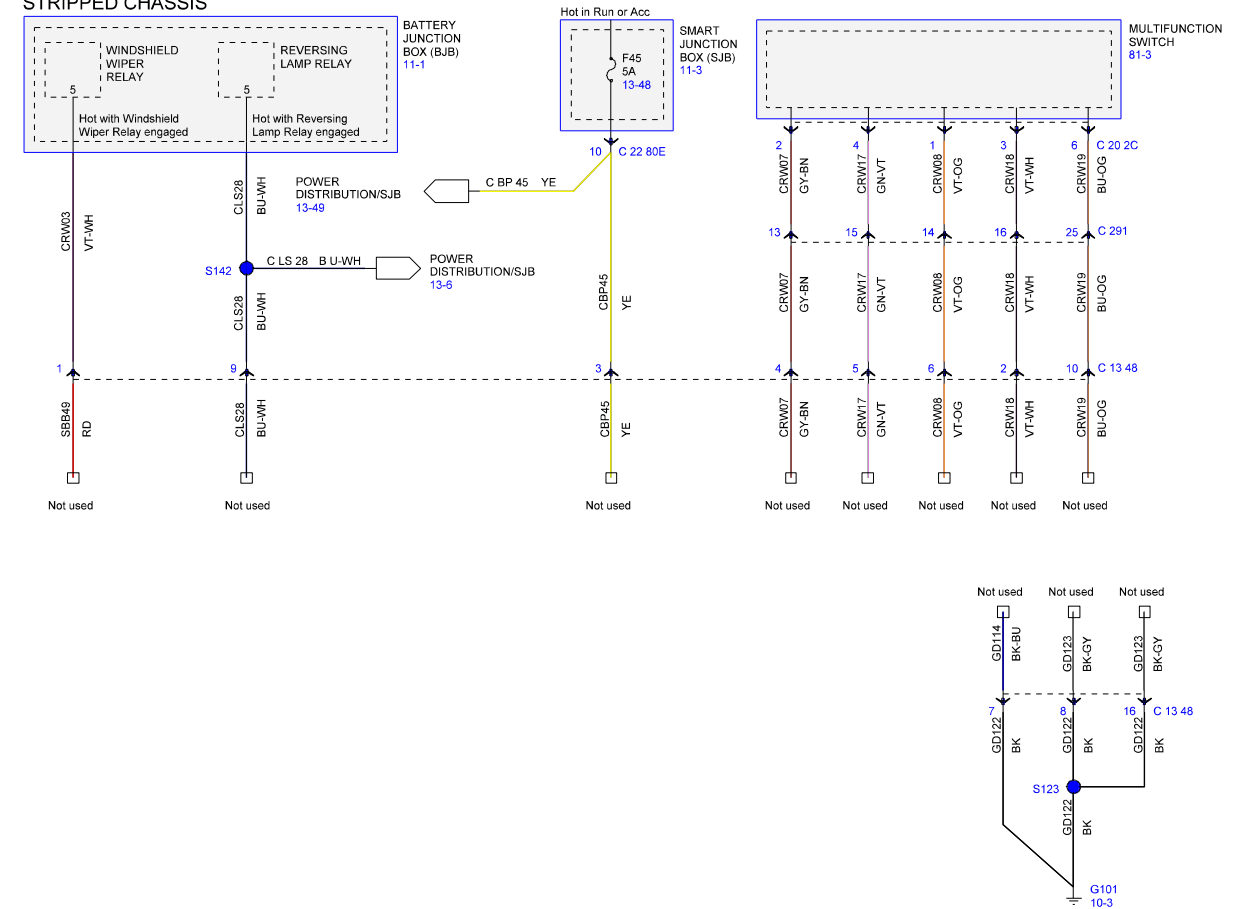 STRIPPED CHASSIS
BATTERY
JUNCTION
BOX (BJB)
11-1
WINDSHIELD
WIPER
RELAY
5
Hot with Windshield
Wiper Relay engaged
REVERSING
LAMP RELAY
5
Hot with Reversing
Lamp Relay engaged
Hot in Run or Acc
SMART
JUNCTION
BOX (SJB)
11-3
F45
5A
13-48
10 C 22 80E
MULTIFUNCTION
SWITCH
81-3
2 4 1 3 6 C 20 2C
CRW07 GY-BN CRW17 GN-VT CRW08 VT-OG CRW18 VT-WH CRW19 BU-OG
13 15 14 16 25 C 291
CRW03 VT-WH
CLS28 BU-WH
POWER
DISTRIBUTION/SJB
13-49
C BP 45 YE
S142
C LS 28 B U-WH
POWER
DISTRIBUTION/SJB
13-6
CLS28 BU-WH
CBP45 YE
CRW07 GY-BN CRW17 GN-VT CRW08 VT-OG CRW18 VT-WH CRW19 BU-OG
1 9 3 4 5 6 2 10 C 13 48
SBB49 RD CLS28 BU-WH CBP45 YE CRW07 GY-BN CRW17 GN-VT CRW08 VT-OG CRW18 VT-WH CRW19 BU-OG
Not used Not used Not used Not used Not used Not used Not used Not used
Not used Not used Not used
GD114 BK-BU GD123 BK-GY GD123 BK-GY
7 8 16 C 13 48
GD122 BK GD122 BK GD122 BK
S123
GD122 BK
G101
10-3